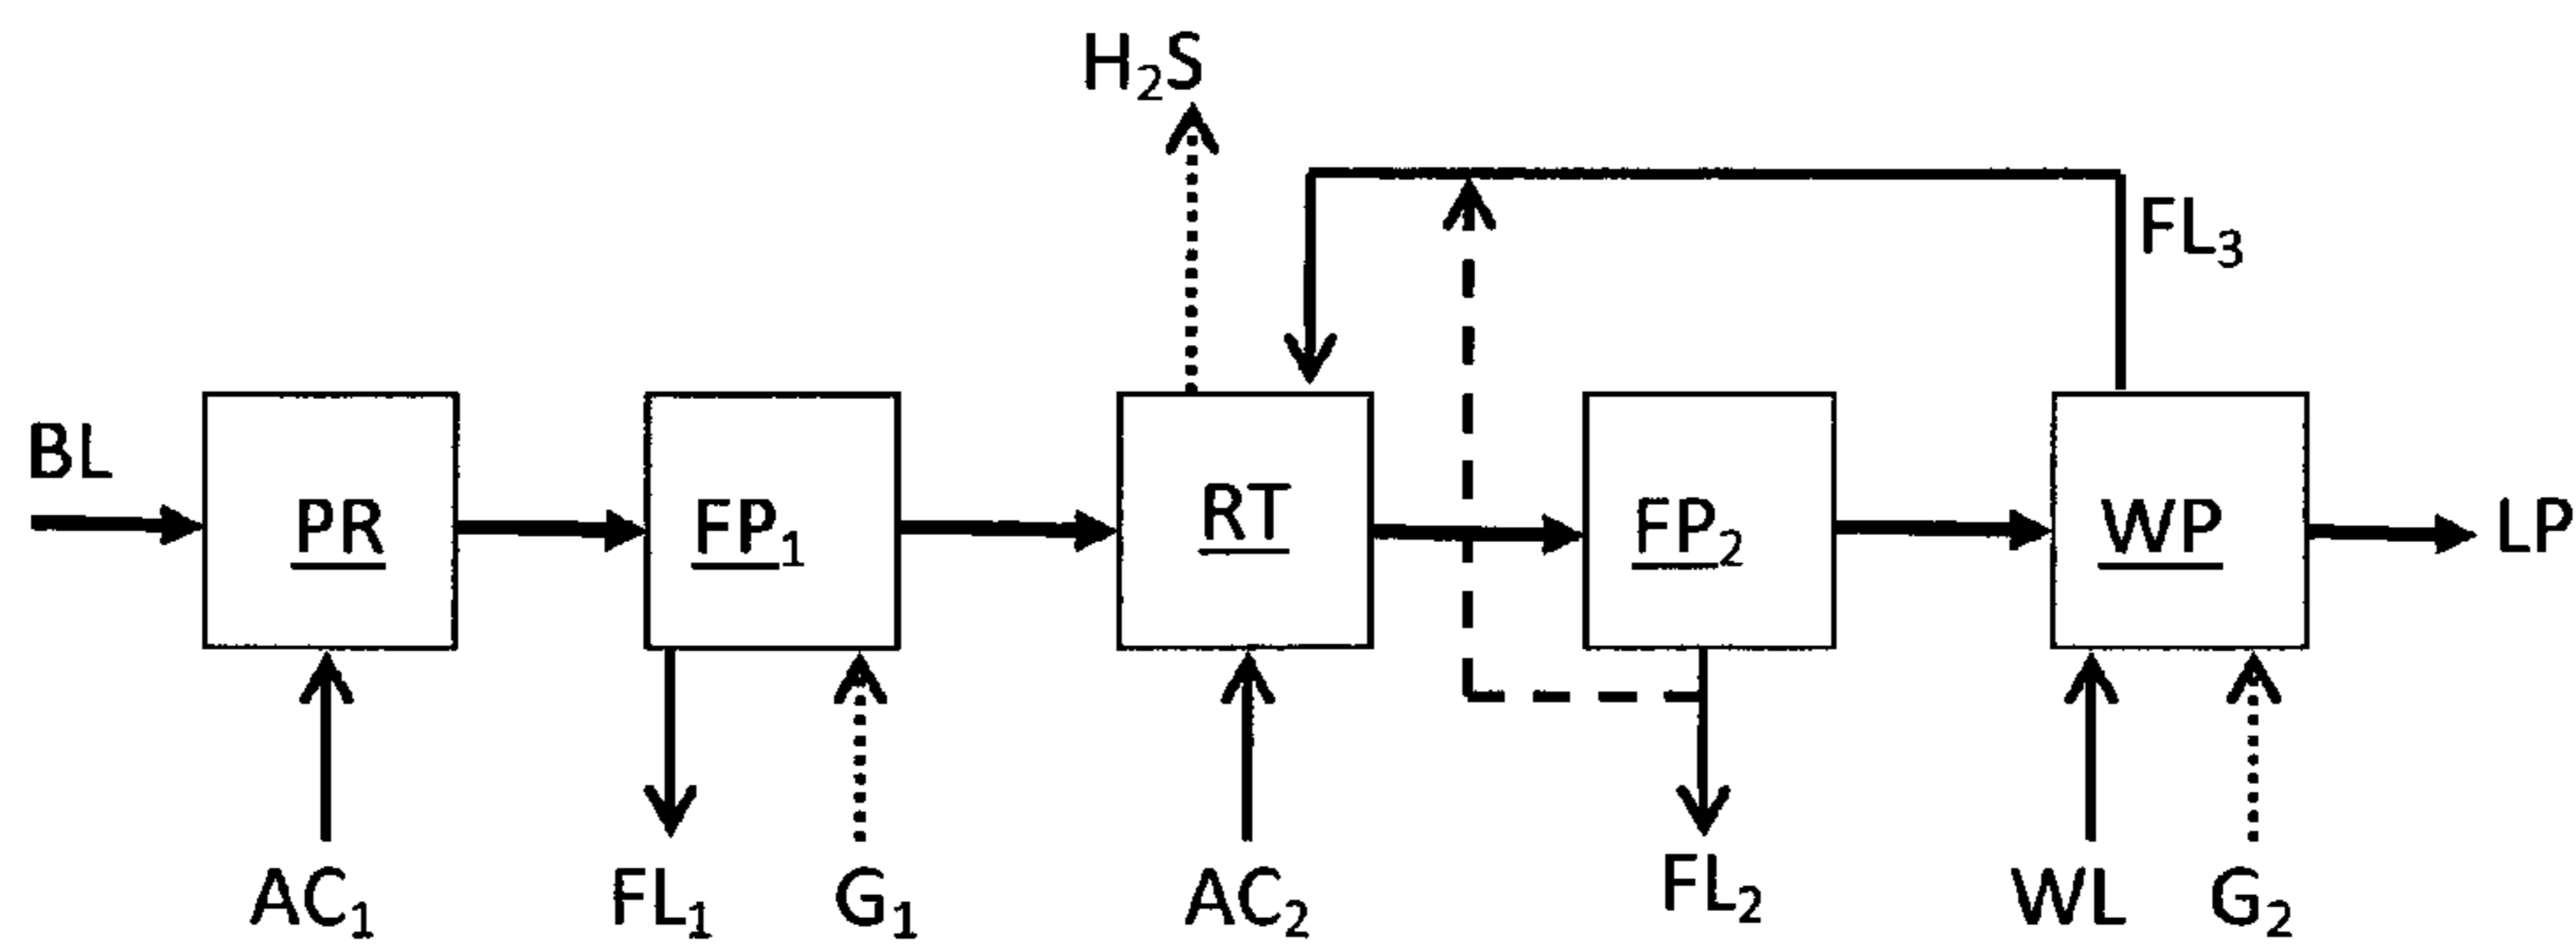 H₂S
FL₃
BL
PR
FP₁
RT
FP₂
WP
LP
AC₁
FL₁
G₁
AC₂
FL₂
WL
G₂